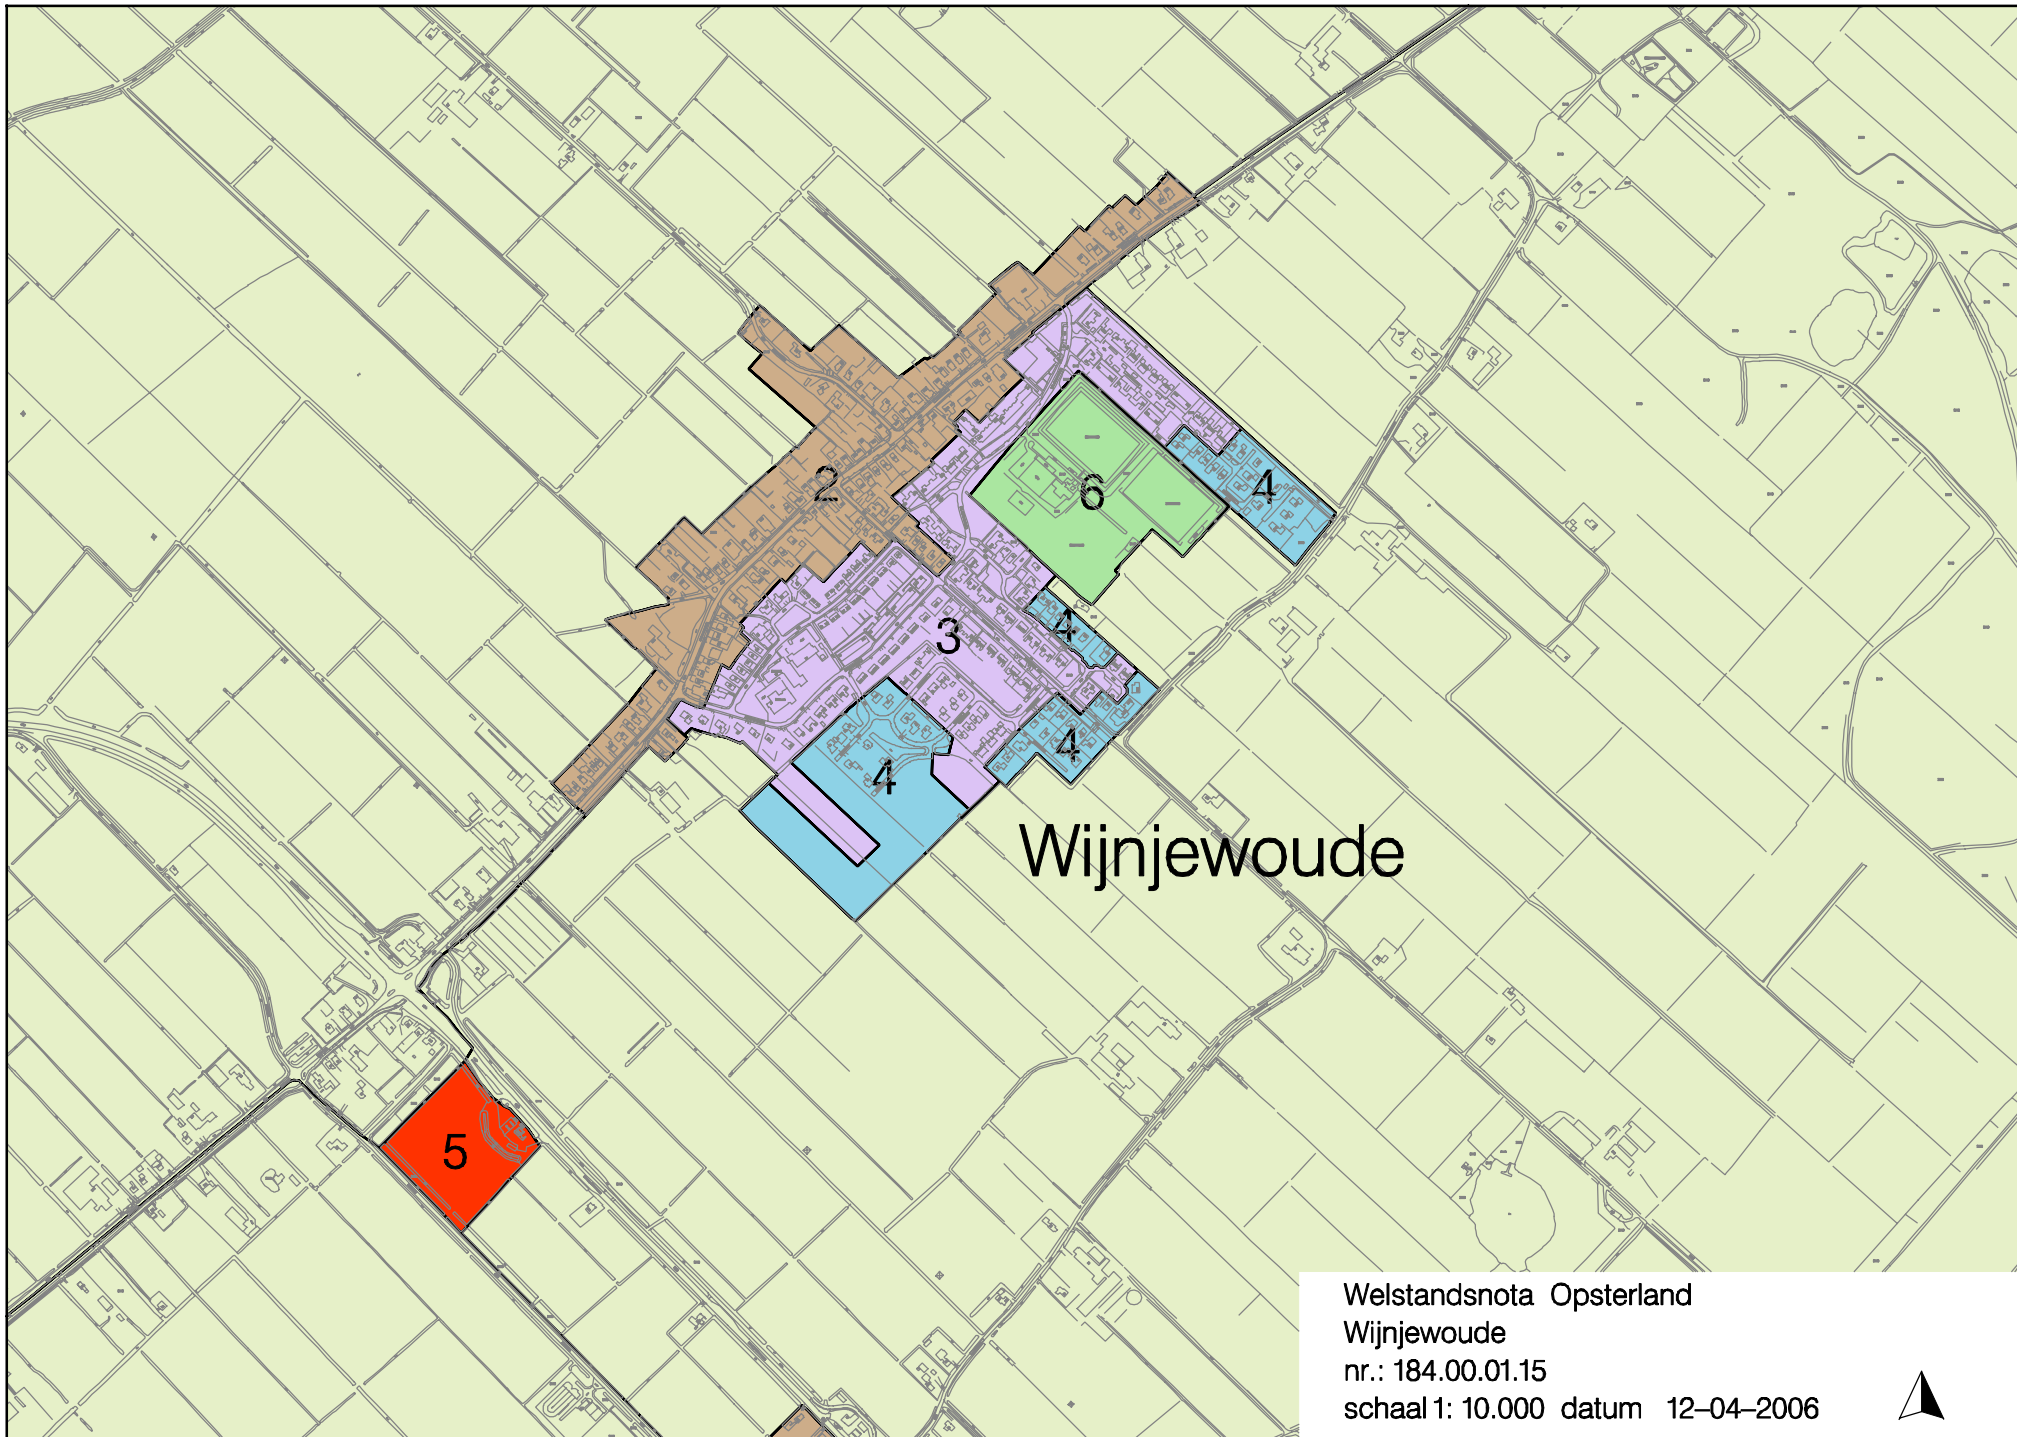 2
6
4
4
3
4
4
Wijnjewoude
5
Welstandsnota Opsterland
Wijnjewoude
nr.: 184.00.01.15
schaal 1: 10.000 datum 12-04-2006